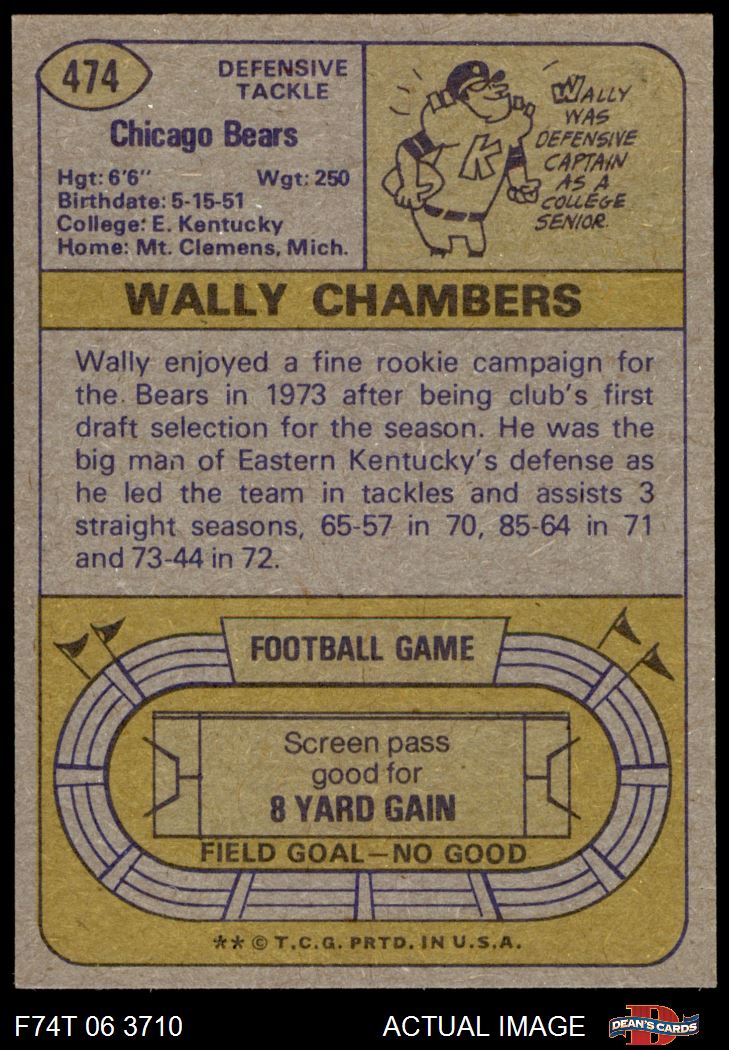 474
DEFENSIVE
TACKLE
Chicago Bears
Hgt: 6'6" Wgt: 250
Birthdate: 5-15-51
College: E. Kentucky
Home: Mt. Clemens, Mich.
K
WALLY
WAS
DEFENSIVE
CAPTAIN
AS A
COLLEGE
SENIOR.
WALLY CHAMBERS
Wally enjoyed a fine rookie campaign for
the Bears in 1973 after being club's first
draft selection for the season. He was the
big man of Eastern Kentucky's defense as
he led the team in tackles and assists 3
straight seasons, 65-57 in 70, 85-64 in 71
and 73-44 in 72.
FOOTBALL GAME
Screen pass
good for
8 YARD GAIN
FIELD GOAL—NO GOOD
** © T.C.G. PRTD. IN U.S.A.
F74T 06 3710 ACTUAL IMAGE
D
DEAN'S CARDS